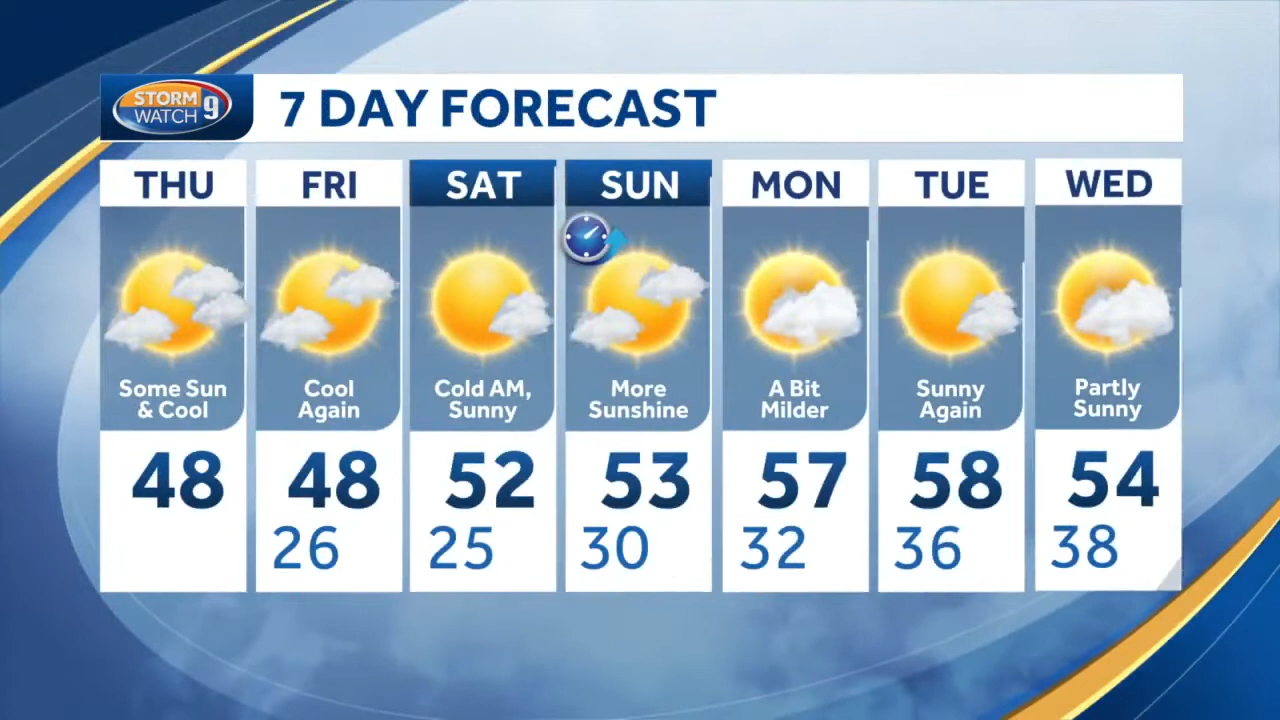 STORM
WATCH 9
7 DAY FORECAST
THU
FRI
SAT
SUN
MON
TUE
WED
Some Sun
& Cool
Cool
Again
Cold AM,
Sunny
More
Sunshine
A Bit
Milder
Sunny
Again
Partly
Sunny
48
48
52
53
57
58
54
26
25
30
32
36
38